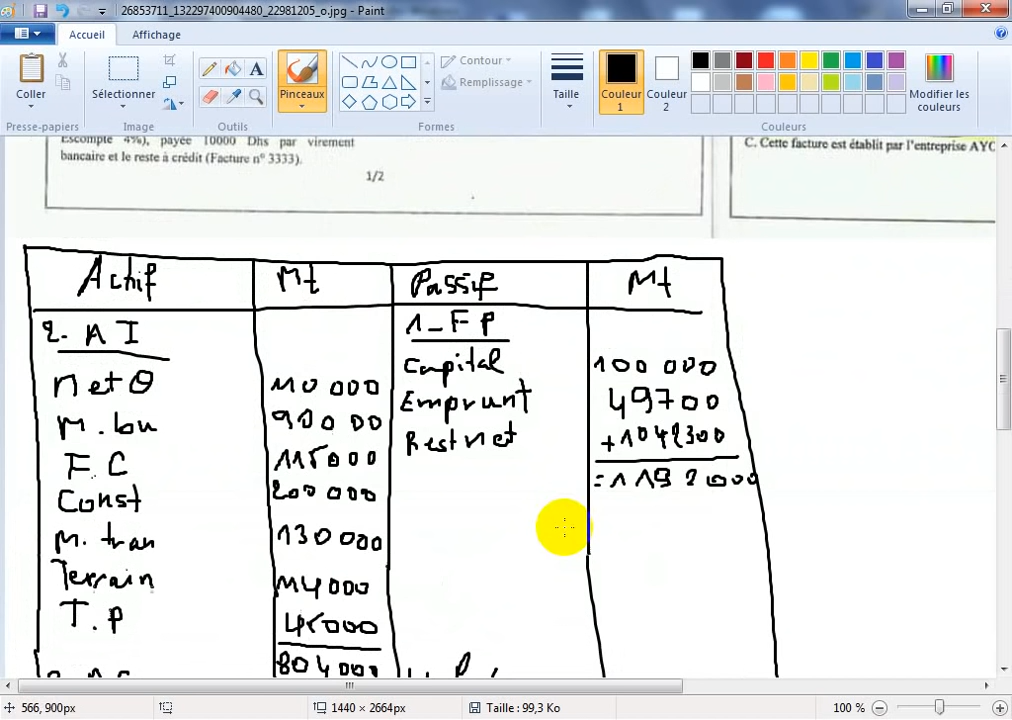 26853711_132297400904480_22981205_o.jpg - Paint
Accueil Affichage
Coller Sélectionner Pinceaux Contour Remplissage Taille Couleur 1 Couleur 2 Modifier les couleurs
Presse-papiers Image Outils Formes Couleurs
Escompte 4%), payée 10000 Dhs par virement
bancaire et le reste à crédit (Facture n° 3333).
1/2
C. Cette facture est établit par l'entreprise AYC
Actif Mt Passif Mt
2. A I 1_ F P
Capital 100 000
net θ 110 000 Emprunt 49700
M. bu 90 000 Rest net +1042300
F. C 115000 =1192000
Const 200 000
M. tran 130 000
Terrain 114000
T. P 45000
804000
566, 900px 1440 × 2664px Taille : 99,3 Ko 100 %